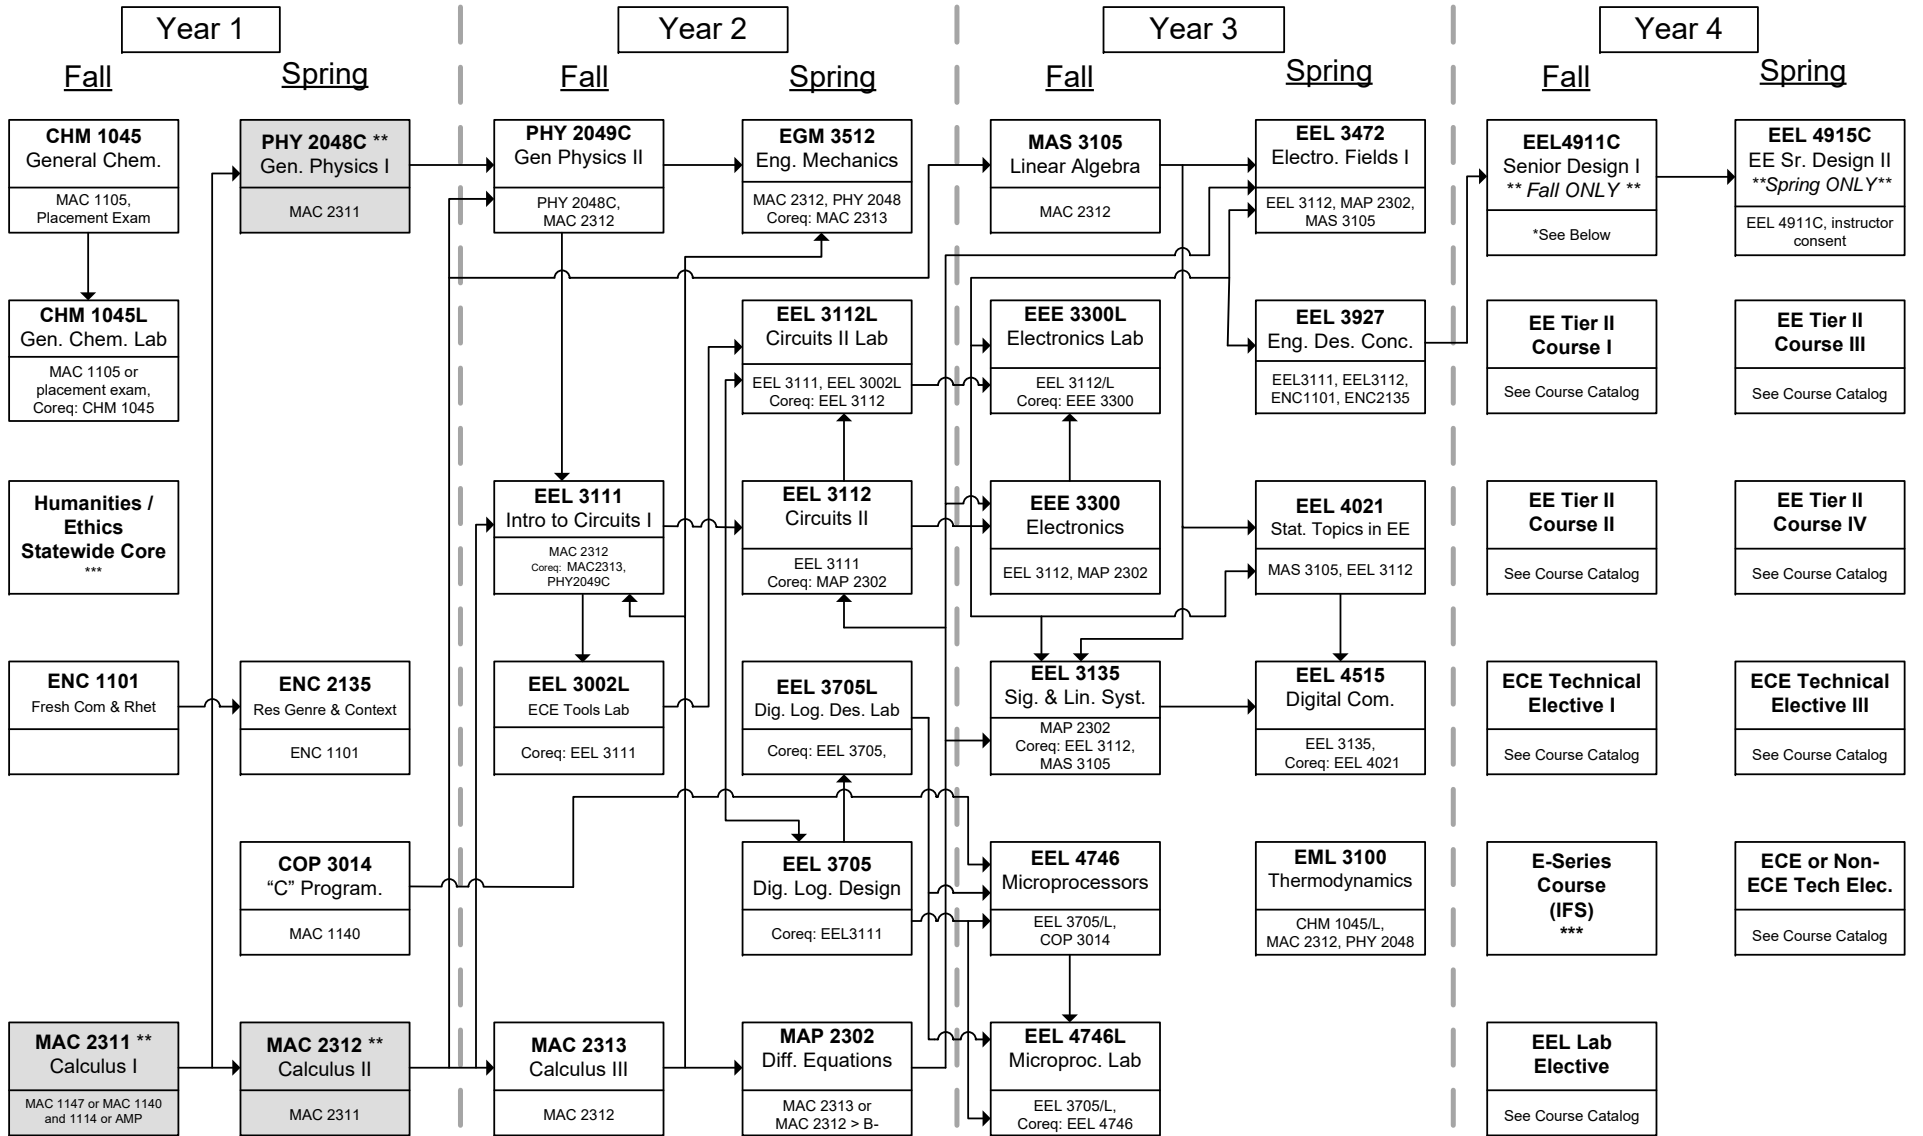 Year 1
Year 2
Year 3
Year 4
Fall
Spring
Fall
Spring
Fall
Spring
Fall
Spring
CHM 1045
General Chem.
MAC 1105,
Placement Exam
PHY 2048C **
Gen. Physics I
MAC 2311
PHY 2049C
Gen Physics II
PHY 2048C,
MAC 2312
EGM 3512
Eng. Mechanics
MAC 2312, PHY 2048
Coreq: MAC 2313
MAS 3105
Linear Algebra
MAC 2312
EEL 3472
Electro. Fields I
EEL 3112, MAP 2302,
MAS 3105
EEL4911C
Senior Design I
** Fall ONLY **
*See Below
EEL 4915C
EE Sr. Design II
**Spring ONLY**
EEL 4911C, instructor
consent
CHM 1045L
Gen. Chem. Lab
MAC 1105 or
placement exam,
Coreq: CHM 1045
EEL 3112L
Circuits II Lab
EEL 3111, EEL 3002L
Coreq: EEL 3112
EEE 3300L
Electronics Lab
EEL 3112/L
Coreq: EEE 3300
EEL 3927
Eng. Des. Conc.
EEL3111, EEL3112,
ENC1101, ENC2135
EE Tier II
Course I
See Course Catalog
EE Tier II
Course III
See Course Catalog
Humanities /
Ethics
Statewide Core
***
EEL 3111
Intro to Circuits I
MAC 2312
Coreq: MAC2313,
PHY2049C
EEL 3112
Circuits II
EEL 3111
Coreq: MAP 2302
EEE 3300
Electronics
EEL 3112, MAP 2302
EEL 4021
Stat. Topics in EE
MAS 3105, EEL 3112
EE Tier II
Course II
See Course Catalog
EE Tier II
Course IV
See Course Catalog
ENC 1101
Fresh Com & Rhet
ENC 2135
Res Genre & Context
ENC 1101
EEL 3002L
ECE Tools Lab
Coreq: EEL 3111
EEL 3705L
Dig. Log. Des. Lab
Coreq: EEL 3705,
EEL 3135
Sig. & Lin. Syst.
MAP 2302
Coreq: EEL 3112,
MAS 3105
EEL 4515
Digital Com.
EEL 3135,
Coreq: EEL 4021
ECE Technical
Elective I
See Course Catalog
ECE Technical
Elective III
See Course Catalog
COP 3014
“C” Program.
MAC 1140
EEL 3705
Dig. Log. Design
Coreq: EEL3111
EEL 4746
Microprocessors
EEL 3705/L,
COP 3014
EML 3100
Thermodynamics
CHM 1045/L,
MAC 2312, PHY 2048
E-Series
Course
(IFS)
***
ECE or Non-
ECE Tech Elec.
See Course Catalog
MAC 2311 **
Calculus I
MAC 1147 or MAC 1140
and 1114 or AMP
MAC 2312 **
Calculus II
MAC 2311
MAC 2313
Calculus III
MAC 2312
MAP 2302
Diff. Equations
MAC 2313 or
MAC 2312 > B-
EEL 4746L
Microproc. Lab
EEL 3705/L,
Coreq: EEL 4746
EEL Lab
Elective
See Course Catalog